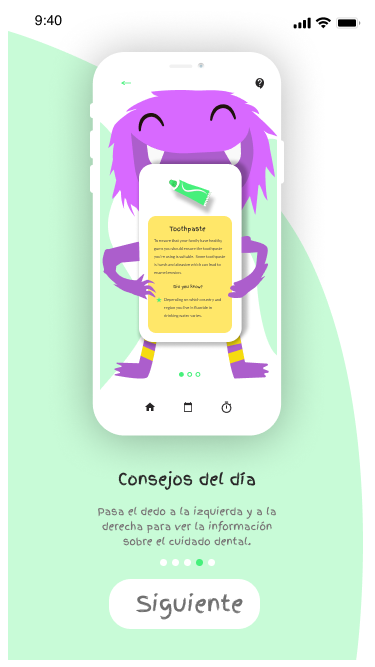 9:40
Toothpaste
To ensure that your family have healthy
gums you should ensure the toothpaste
you're using is suitable. Some toothpaste
is harsh and abrasive which can lead to
enamel erosion.
Did you know?
Depending on which country and
region you live in fluoride in
drinking water varies.
Consejos del día
Pasa el dedo a la izquierda y a la
derecha para ver la información
sobre el cuidado dental.
Siguiente